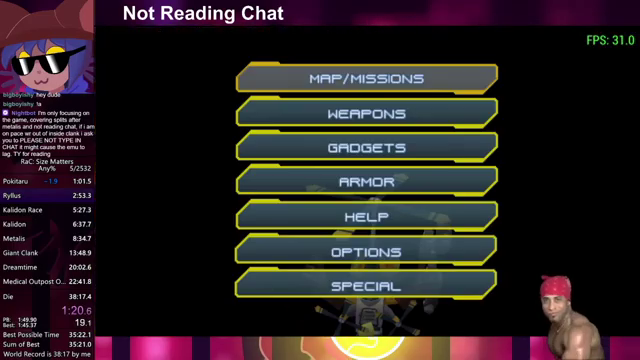 Not Reading Chat
FPS: 31.0
bigboyishy hey dude
bigboyishy !a
Nightbot: I'm only focusing on
the game, covering splits after
metalis and not reading chat, if i am
on pace w out of inside clank i ask
you to PLEASE NOT TYPE IN
CHAT it might cause the emu to
lag. TY for reading
RaC: Size Matters
Any% 5/2532
Pokitaru -1.9 1:01.5
Ryllus 2:53.3
Kalidon Race 5:27.3
Kalidon 6:37.7
Metalis 8:34.7
Giant Clank 13:48.9
Dreamtime 20:02.6
Medical Outpost O... 22:41.8
Die 38:17.4
1:20.6
PB: 1:49.90
Best: 1:45.37
19.1
Best Possible Time 35:22.1
Sum of Best 35:21.0
World Record is 38:17 by me
MAP/MISSIONS
WEAPONS
GADGETS
ARMOR
HELP
OPTIONS
SPECIAL